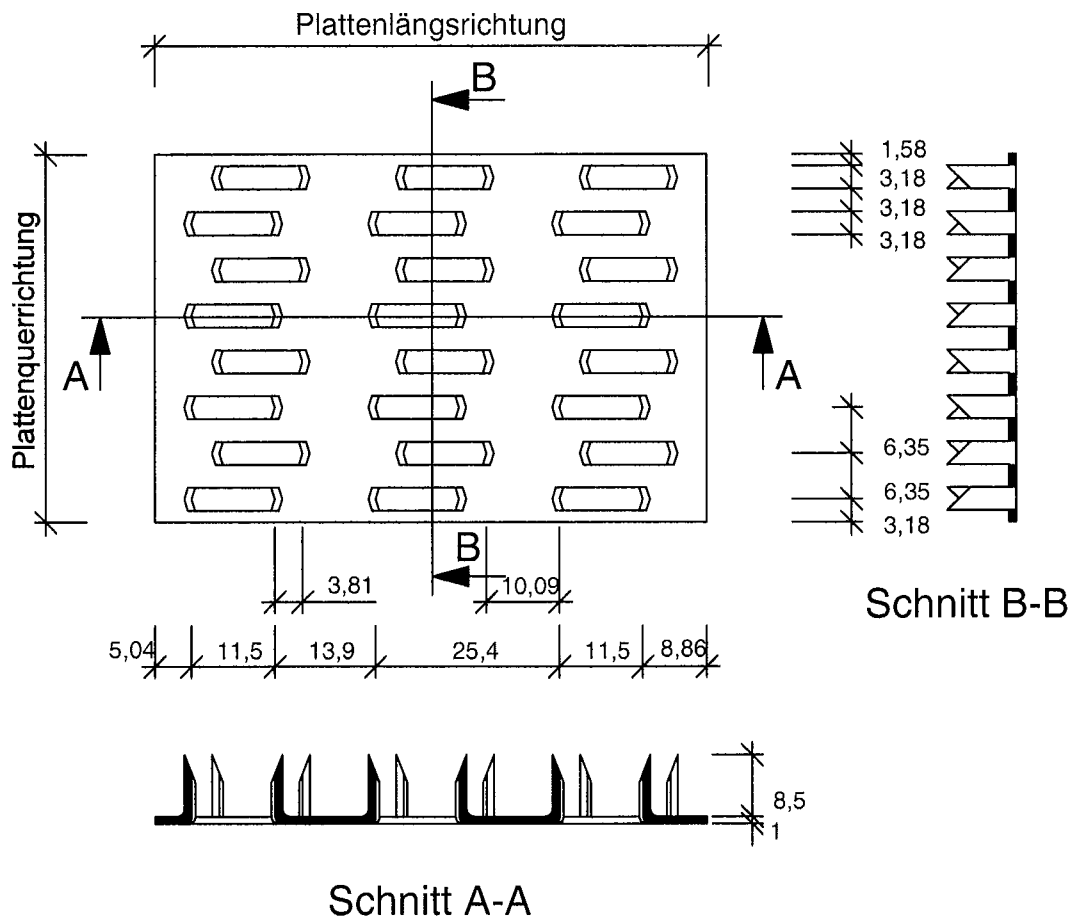 Plattenlängsrichtung
B
Plattenquerrichtung
1,58
3,18
3,18
3,18
A
A
6,35
6,35
3,18
B
3,81
10,09
Schnitt B-B
5,04
11,5
13,9
25,4
11,5
8,86
8,5
1
Schnitt A-A